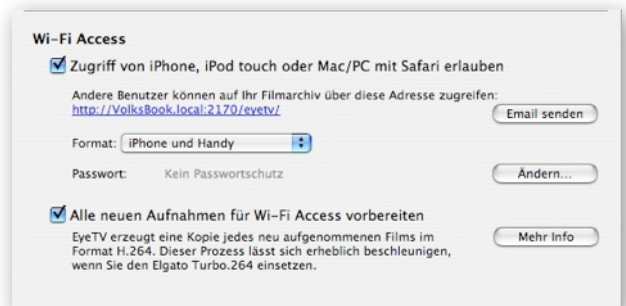 Wi-Fi Access
Zugriff von iPhone, iPod touch oder Mac/PC mit Safari erlauben
Andere Benutzer können auf Ihr Filmarchiv über diese Adresse zugreifen:
http://VolksBook.local:2170/eyetv/
Email senden
Format: iPhone und Handy
Passwort: Kein Passwortschutz
Ändern...
Alle neuen Aufnahmen für Wi-Fi Access vorbereiten
EyeTV erzeugt eine Kopie jedes neu aufgenommenen Films im
Format H.264. Dieser Prozess lässt sich erheblich beschleunigen,
wenn Sie den Elgato Turbo.264 einsetzen.
Mehr Info